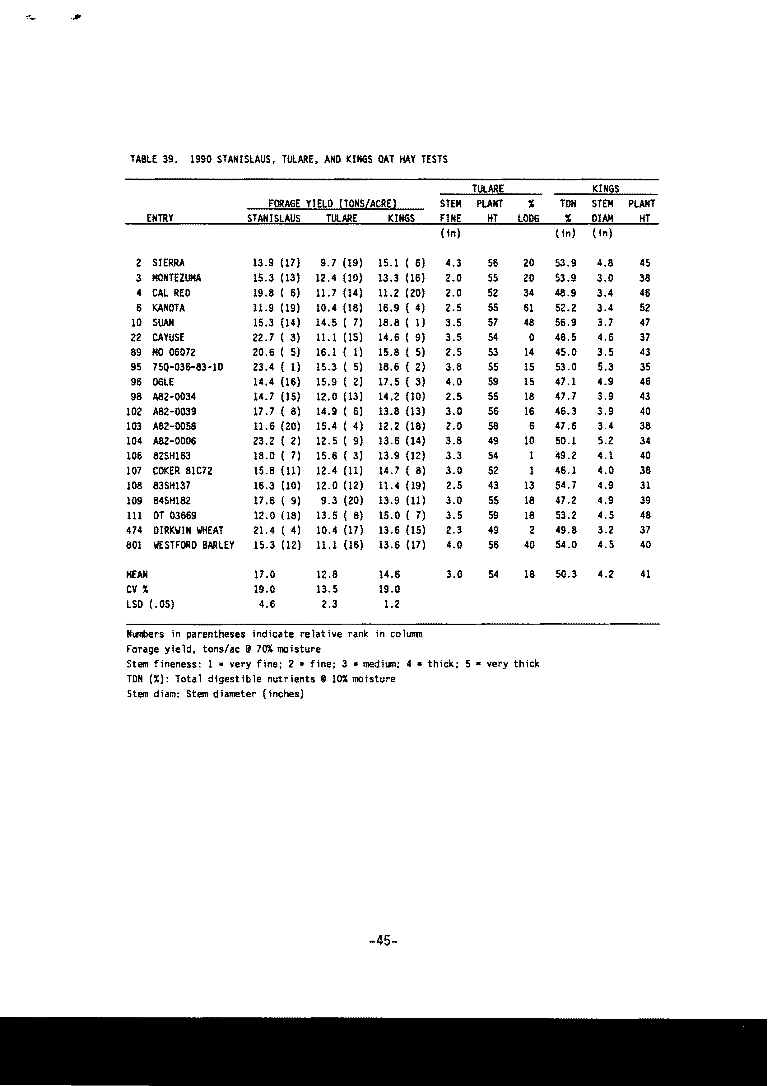 TABLE 39. 1990 STANISLAUS, TULARE, AND KINGS OAT HAY TESTS
TULARE KINGS
FORAGE YIELD (TONS/ACRE) STEM PLANT % TDN STEM PLANT
ENTRY STANISLAUS TULARE KINGS FINE HT LODG % DIAM HT
(in) (in) (in)
2 SIERRA 13.9 (17) 9.7 (19) 15.1 ( 6) 4.3 56 20 53.9 4.8 45
3 MONTEZUMA 15.3 (13) 12.4 (10) 13.3 (16) 2.0 55 20 53.9 3.0 38
4 CAL RED 19.8 ( 6) 11.7 (14) 11.2 (20) 2.0 52 34 48.9 3.4 46
6 KANOTA 11.9 (19) 10.4 (18) 16.9 ( 4) 2.5 55 61 52.2 3.4 52
10 SWAN 15.3 (14) 14.5 ( 7) 18.8 ( 1) 3.5 57 48 56.9 3.7 47
22 CAYUSE 22.7 ( 3) 11.1 (15) 14.6 ( 9) 3.5 54 0 48.5 4.6 37
89 MO 06072 20.6 ( 5) 16.1 ( 1) 15.8 ( 5) 2.5 53 14 45.0 3.5 43
95 75Q-036-83-1D 23.4 ( 1) 15.3 ( 5) 18.6 ( 2) 3.8 55 15 53.0 5.3 35
96 OGLE 14.4 (16) 15.9 ( 2) 17.5 ( 3) 4.0 59 15 47.1 4.9 46
98 A82-0034 14.7 (15) 12.0 (13) 14.2 (10) 2.5 55 18 47.7 3.9 43
102 A82-0039 17.7 ( 8) 14.9 ( 6) 13.8 (13) 3.0 56 16 46.3 3.9 40
103 A82-0058 11.6 (20) 15.4 ( 4) 12.2 (18) 2.0 58 6 47.6 3.4 38
104 A82-0006 23.2 ( 2) 12.5 ( 9) 13.6 (14) 3.8 49 10 50.1 5.2 34
106 82SH163 18.0 ( 7) 15.6 ( 3) 13.9 (12) 3.3 54 1 49.2 4.1 40
107 COKER 81C72 15.8 (11) 12.4 (11) 14.7 ( 8) 3.0 52 1 46.1 4.0 36
108 83SH137 16.3 (10) 12.0 (12) 11.4 (19) 2.5 43 13 54.7 4.9 31
109 84SH182 17.6 ( 9) 9.3 (20) 13.9 (11) 3.0 55 18 47.2 4.9 39
111 OT 03669 12.0 (18) 13.5 ( 8) 15.0 ( 7) 3.5 59 18 53.2 4.5 48
474 DIRKWIN WHEAT 21.4 ( 4) 10.4 (17) 13.6 (15) 2.3 49 2 49.8 3.2 37
801 WESTFORD BARLEY 15.3 (12) 11.1 (16) 13.6 (17) 4.0 56 40 54.0 4.5 40
MEAN 17.0 12.8 14.6 3.0 54 18 50.3 4.2 41
CV % 19.0 13.5 19.0
LSD (.05) 4.6 2.3 1.2
Numbers in parentheses indicate relative rank in column
Forage yield, tons/ac @ 70% moisture
Stem fineness: 1 = very fine; 2 = fine; 3 = medium; 4 = thick; 5 = very thick
TDN (%): Total digestible nutrients @ 10% moisture
Stem diam: Stem diameter (inches)
-45-